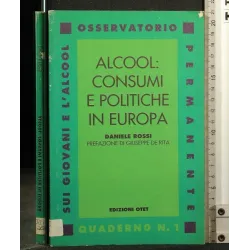 OSSERVATORIO
PERMANENTE
SUI GIOVANI E L'ALCOOL
ALCOOL:
CONSUMI
E POLITICHE
IN EUROPA
DANIELE ROSSI
PREFAZIONE DI GIUSEPPE DE RITA
EDIZIONI OTET
QUADERNO N. 1